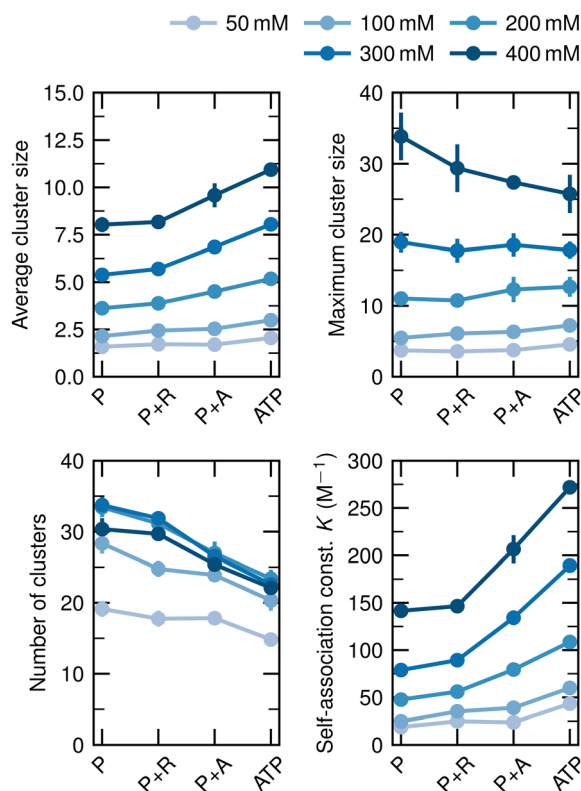 50 mM 100 mM 200 mM
300 mM 400 mM
Average cluster size
15.0
12.5
10.0
7.5
5.0
2.5
0.0
P P+R P+A ATP
Maximum cluster size
40
30
20
10
0
P P+R P+A ATP
Number of clusters
40
30
20
10
0
P P+R P+A ATP
Self-association const. K (M⁻¹)
300
250
200
150
100
50
0
P P+R P+A ATP